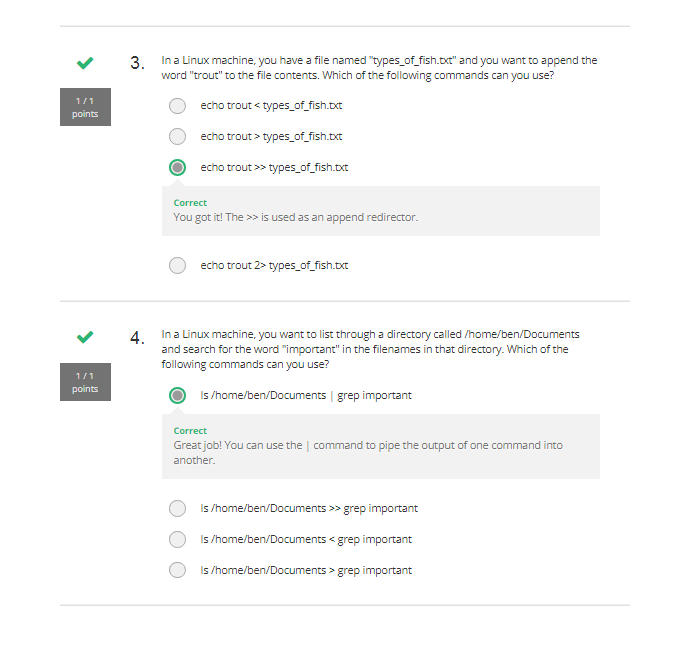 3. In a Linux machine, you have a file named "types_of_fish.txt" and you want to append the
word "trout" to the file contents. Which of the following commands can you use?
1 / 1
points
echo trout < types_of_fish.txt
echo trout > types_of_fish.txt
echo trout >> types_of_fish.txt
Correct
You got it! The >> is used as an append redirector.
echo trout 2> types_of_fish.txt
4. In a Linux machine, you want to list through a directory called /home/ben/Documents
and search for the word "important" in the filenames in that directory. Which of the
following commands can you use?
1 / 1
points
ls /home/ben/Documents | grep important
Correct
Great job! You can use the | command to pipe the output of one command into
another.
ls /home/ben/Documents >> grep important
ls /home/ben/Documents < grep important
ls /home/ben/Documents > grep important